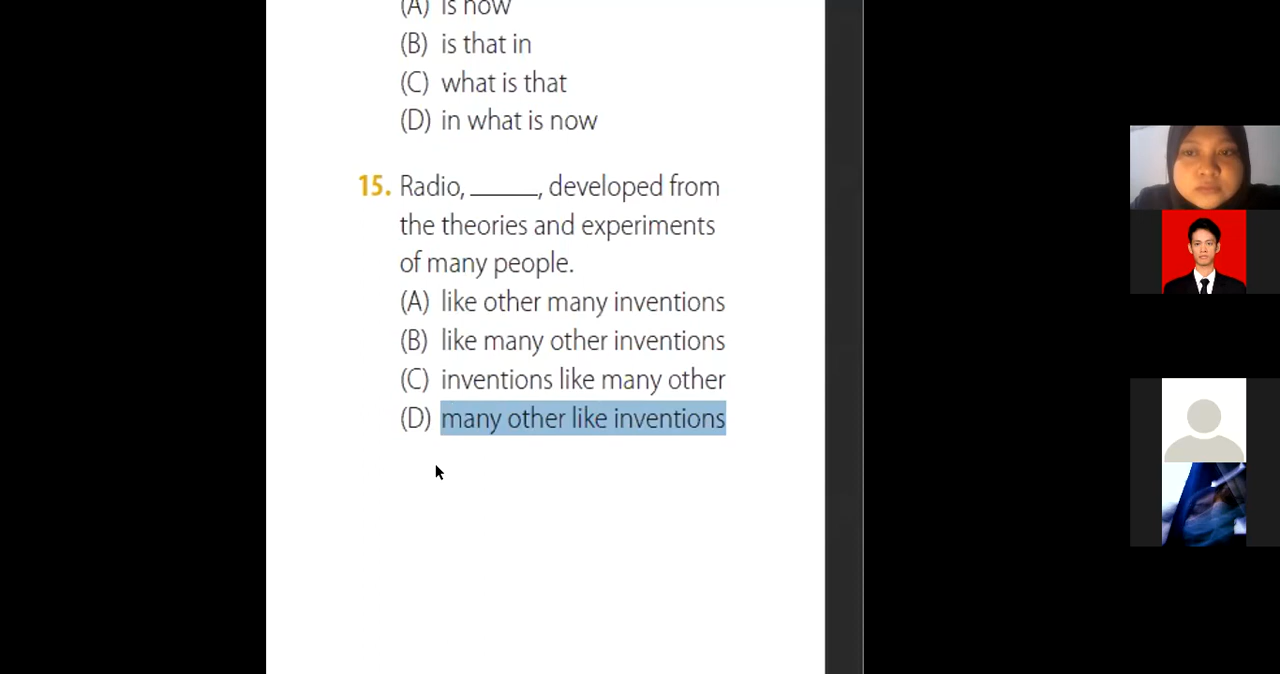 (A) is now
(B) is that in
(C) what is that
(D) in what is now
15. Radio, ______, developed from
the theories and experiments
of many people.
(A) like other many inventions
(B) like many other inventions
(C) inventions like many other
(D) many other like inventions